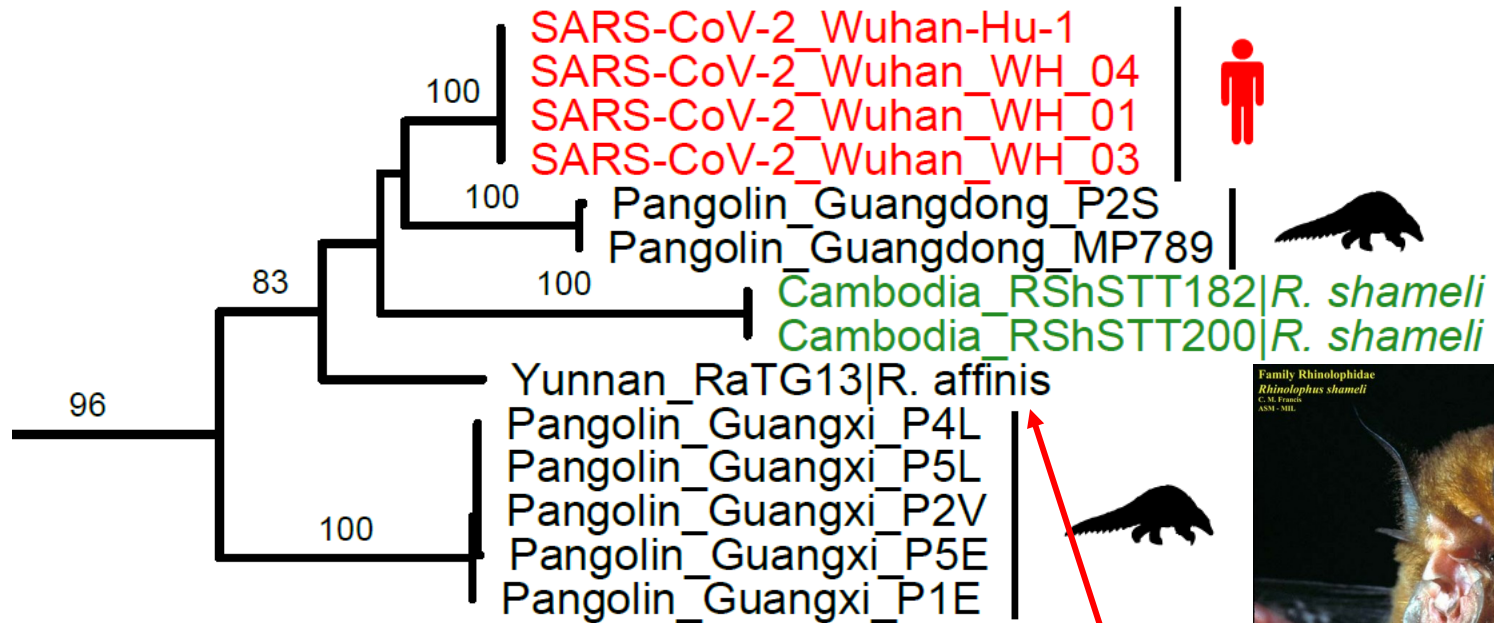 SARS-CoV-2_Wuhan-Hu-1
SARS-CoV-2_Wuhan_WH_04
100
SARS-CoV-2_Wuhan_WH_01
SARS-CoV-2_Wuhan_WH_03
100
Pangolin_Guangdong_P2S
Pangolin_Guangdong_MP789
83
100
Cambodia_RShSTT182|R. shameli
Cambodia_RShSTT200|R. shameli
Yunnan_RaTG13|R. affinis
96
Pangolin_Guangxi_P4L
Pangolin_Guangxi_P5L
Pangolin_Guangxi_P2V
100
Pangolin_Guangxi_P5E
Pangolin_Guangxi_P1E
Family Rhinolophidae
Rhinolophus shameli
C. M. Francis
ASM - MIL